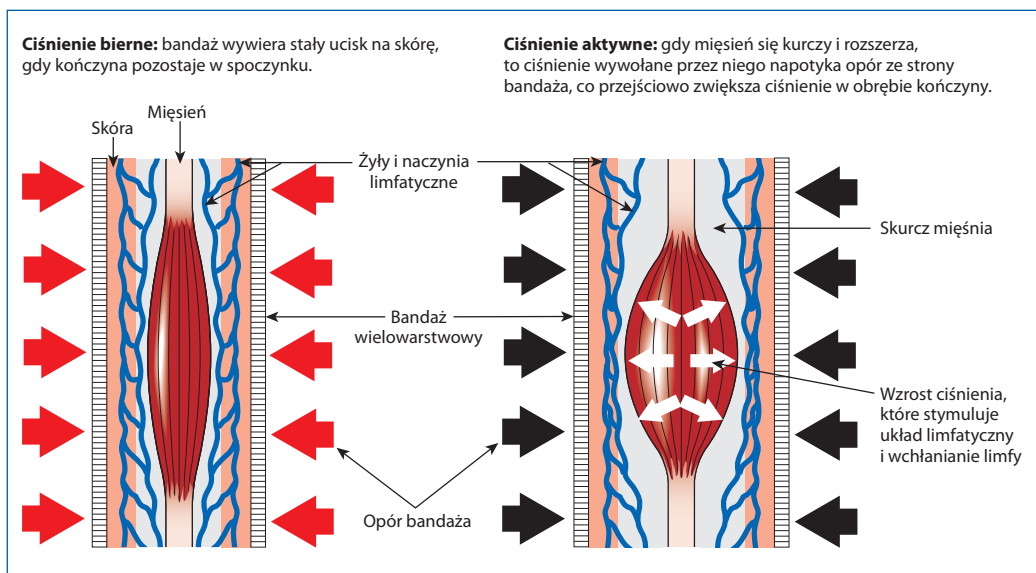 Ciśnienie bierne: bandaż wywiera stały ucisk na skórę,
gdy kończyna pozostaje w spoczynku.
Ciśnienie aktywne: gdy mięsień się kurczy i rozszerza,
to ciśnienie wywołane przez niego napotyka opór ze strony
bandaża, co przejściowo zwiększa ciśnienie w obrębie kończyny.
Mięsień
Skóra
Żyły i naczynia
limfatyczne
Skurcz mięśnia
Bandaż
wielowarstwowy
Wzrost ciśnienia,
które stymuluje
układ limfatyczny
i wchłanianie limfy
Opór bandaża